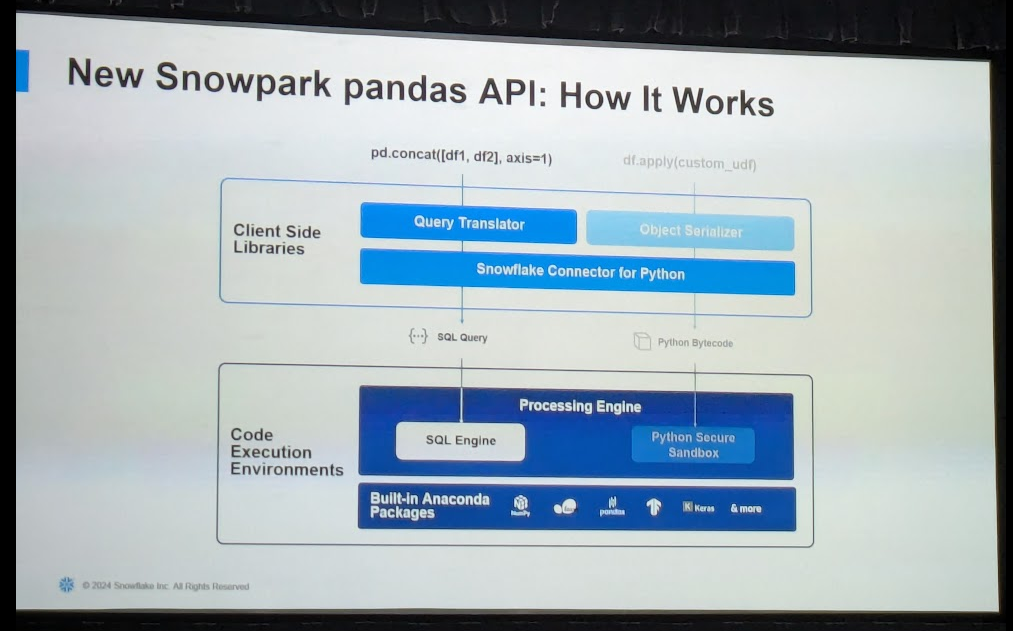 New Snowpark pandas API: How It Works
pd.concat([df1, df2], axis=1)
df.apply(custom_udf)
Client Side
Libraries
Query Translator
Object Serializer
Snowflake Connector for Python
{···} SQL Query
Python Bytecode
Code
Execution
Environments
Processing Engine
SQL Engine
Python Secure
Sandbox
Built-in Anaconda
Packages
NumPy
pandas
K Keras
& more
© 2024 Snowflake Inc. All Rights Reserved